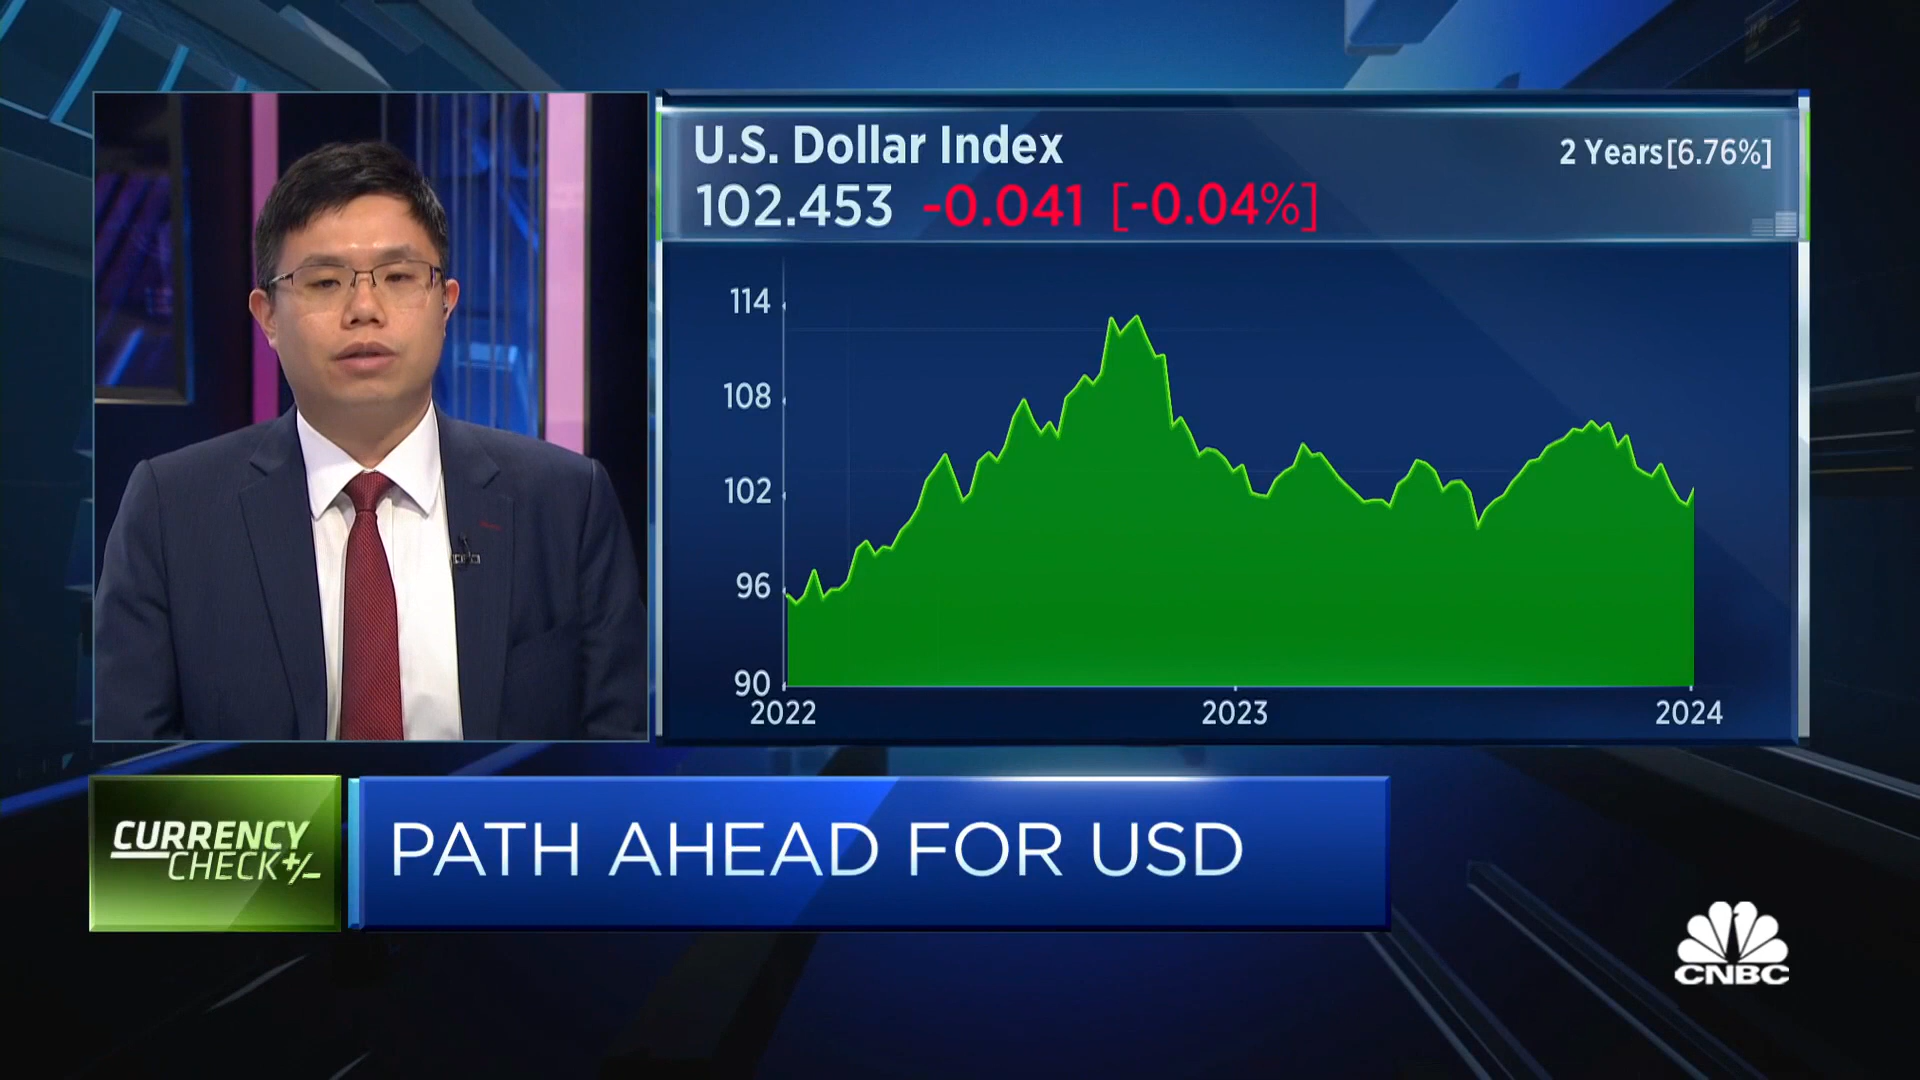 U.S. Dollar Index
2 Years[6.76%]
102.453 -0.041 [-0.04%]
114
108
102
96
90
2022 2023 2024
CURRENCY
CHECK+/-
PATH AHEAD FOR USD
CNBC